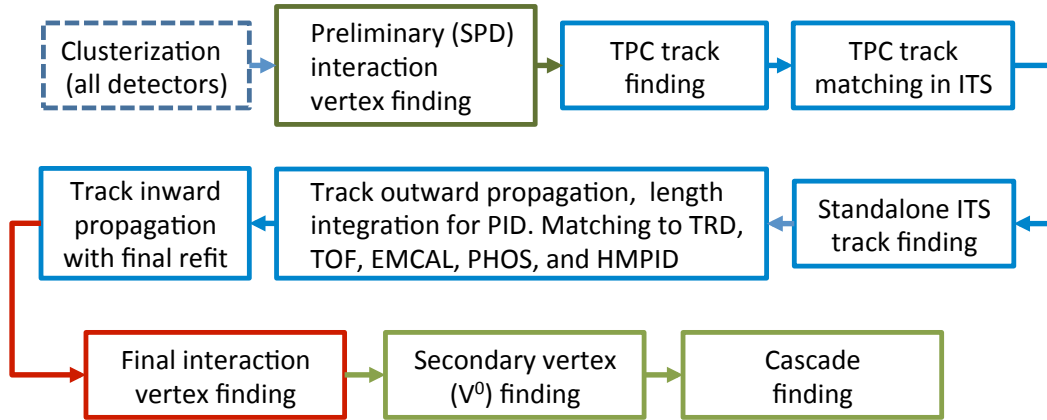 Clusterization
(all detectors)
Preliminary (SPD)
interaction
vertex finding
TPC track
finding
TPC track
matching in ITS
Track inward
propagation
with final refit
Track outward propagation, length
integration for PID. Matching to TRD,
TOF, EMCAL, PHOS, and HMPID
Standalone ITS
track finding
Final interaction
vertex finding
Secondary vertex
(V⁰) finding
Cascade
finding